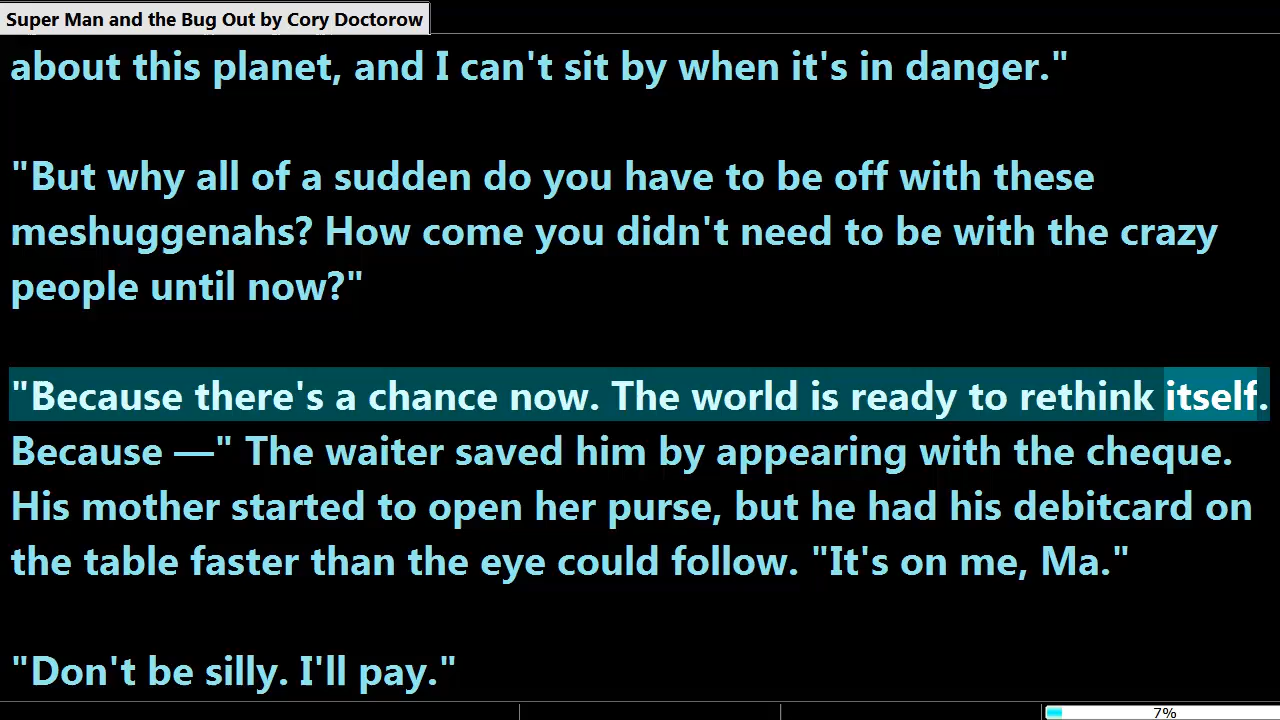 Super Man and the Bug Out by Cory Doctorow
about this planet, and I can't sit by when it's in danger."
"But why all of a sudden do you have to be off with these
meshuggenahs? How come you didn't need to be with the crazy
people until now?"
"Because there's a chance now. The world is ready to rethink itself.
Because —" The waiter saved him by appearing with the cheque.
His mother started to open her purse, but he had his debitcard on
the table faster than the eye could follow. "It's on me, Ma."
"Don't be silly. I'll pay."
7%